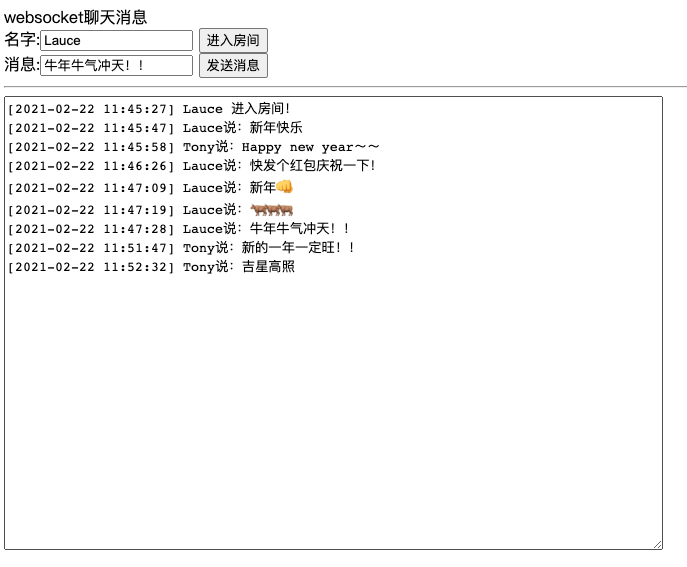 websocket聊天消息
名字:Lauce 进入房间
消息:牛年牛气冲天！！ 发送消息
[2021-02-22 11:45:27] Lauce 进入房间！
[2021-02-22 11:45:47] Lauce说：新年快乐
[2021-02-22 11:45:58] Tony说：Happy new year～～
[2021-02-22 11:46:26] Lauce说：快发个红包庆祝一下！
[2021-02-22 11:47:09] Lauce说：新年👊
[2021-02-22 11:47:19] Lauce说：🐂🐂🐂
[2021-02-22 11:47:28] Lauce说：牛年牛气冲天！！
[2021-02-22 11:51:47] Tony说：新的一年一定旺！！
[2021-02-22 11:52:32] Tony说：吉星高照